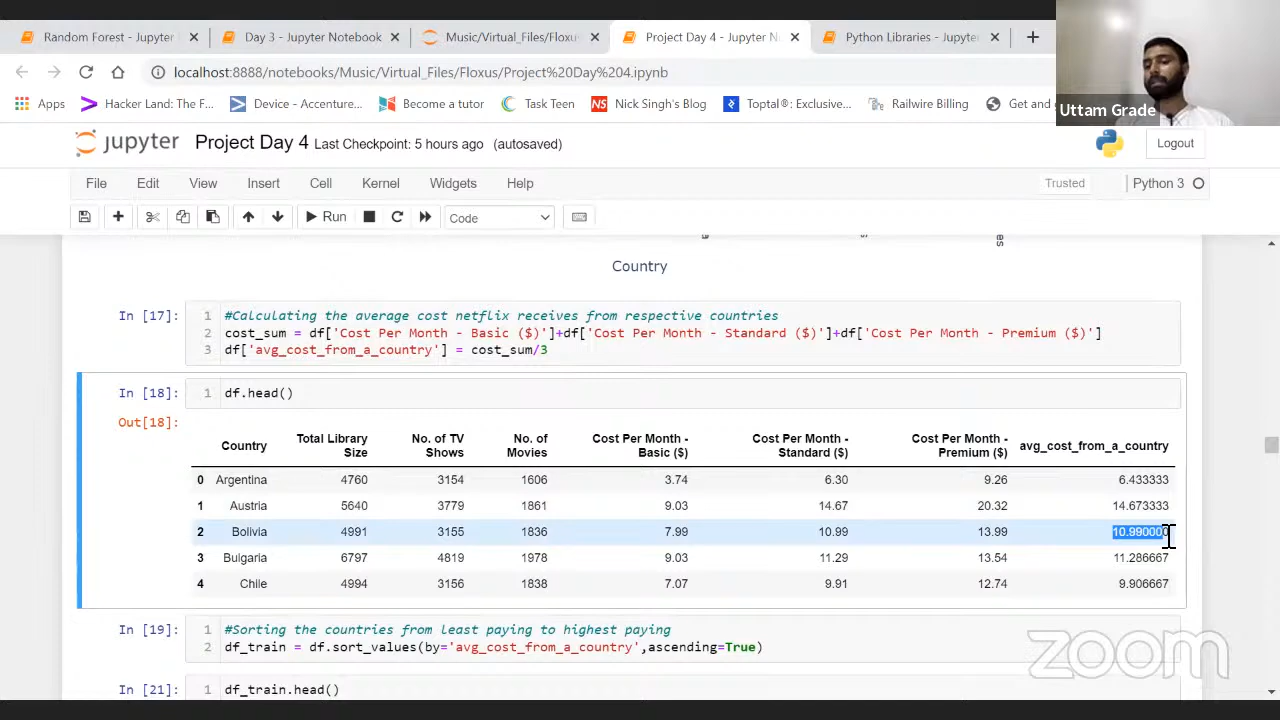 Random Forest - Jupyter
Day 3 - Jupyter Notebook
Music/Virtual_Files/Floxus
Project Day 4 - Jupyter N
Python Libraries - Jupyte
localhost:8888/notebooks/Music/Virtual_Files/Floxus/Project%20Day%204.ipynb
Apps
Hacker Land: The F...
Device - Accenture...
Become a tutor
Task Teen
NS
Nick Singh's Blog
Toptal®: Exclusive...
Railwire Billing
Get and
Uttam Grade
jupyter
Project Day 4 Last Checkpoint: 5 hours ago (autosaved)
Logout
File Edit View Insert Cell Kernel Widgets Help
Trusted
Python 3
Run
Code
Country
In [17]:
1 #Calculating the average cost netflix receives from respective countries
2 cost_sum = df['Cost Per Month - Basic ($)']+df['Cost Per Month - Standard ($)']+df['Cost Per Month - Premium ($)']
3 df['avg_cost_from_a_country'] = cost_sum/3
In [18]:
1 df.head()
Out[18]:
Country Total Library Size No. of TV Shows No. of Movies Cost Per Month - Basic ($) Cost Per Month - Standard ($) Cost Per Month - Premium ($) avg_cost_from_a_country
0 Argentina 4760 3154 1606 3.74 6.30 9.26 6.433333
1 Austria 5640 3779 1861 9.03 14.67 20.32 14.673333
2 Bolivia 4991 3155 1836 7.99 10.99 13.99 10.990000
3 Bulgaria 6797 4819 1978 9.03 11.29 13.54 11.286667
4 Chile 4994 3156 1838 7.07 9.91 12.74 9.906667
In [19]:
1 #Sorting the countries from least paying to highest paying
2 df_train = df.sort_values(by='avg_cost_from_a_country',ascending=True)
In [21]:
1 df_train.head()
zoom